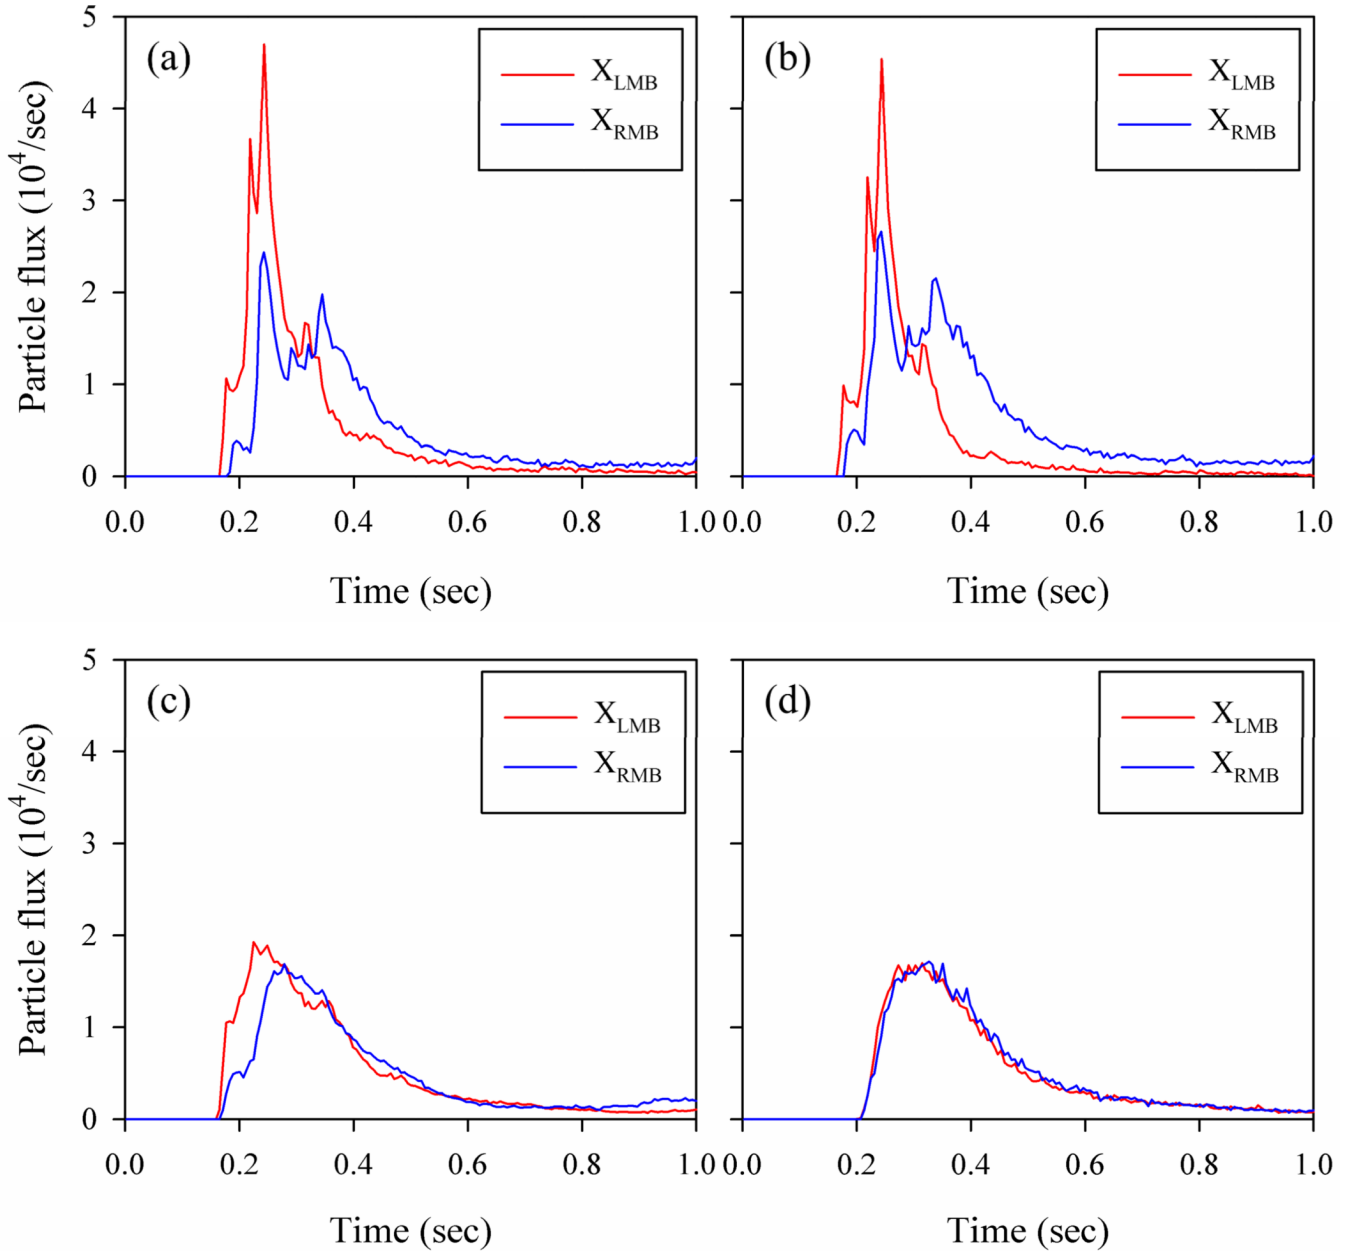 (a)
X_LMB
X_RMB
5
4
3
2
1
0
Particle flux (10^4/sec)
0.0 0.2 0.4 0.6 0.8 1.0
Time (sec)
(b)
X_LMB
X_RMB
0.0 0.2 0.4 0.6 0.8 1.0
Time (sec)
(c)
X_LMB
X_RMB
5
4
3
2
1
0
Particle flux (10^4/sec)
0.0 0.2 0.4 0.6 0.8 1.0
Time (sec)
(d)
X_LMB
X_RMB
0.0 0.2 0.4 0.6 0.8 1.0
Time (sec)